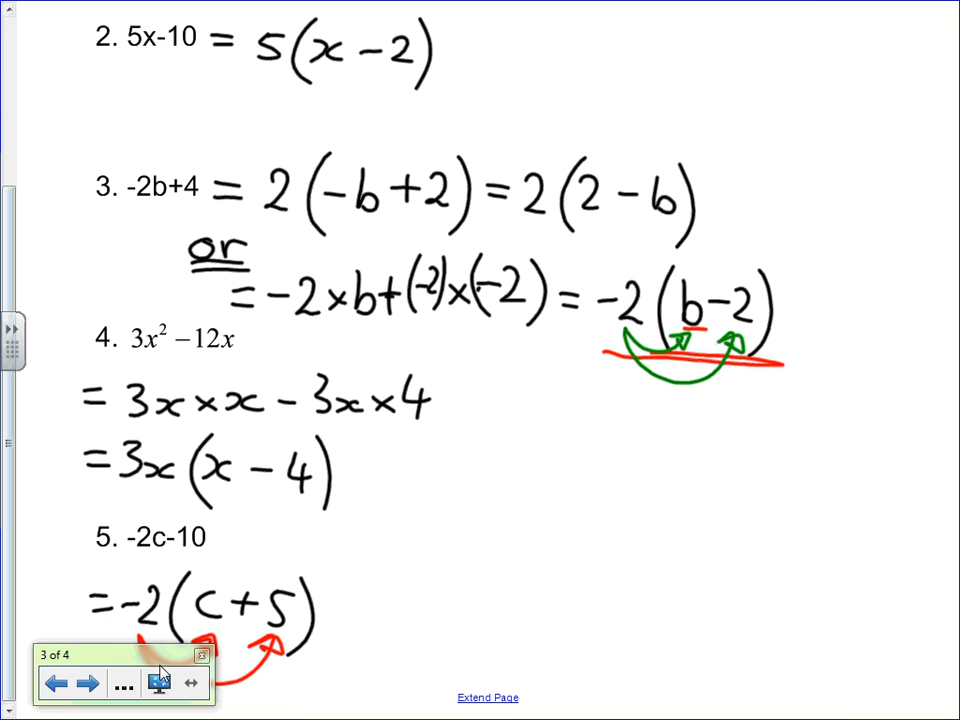 2. 5x-10 = 5(x-2)
3. -2b+4 = 2(-b+2) = 2(2-b)
or
= -2×b+(-2)×(-2) = -2(b-2)
4. 3x² - 12x
= 3x×x - 3x×4
= 3x(x-4)
5. -2c-10
= -2(c+5)
3 of 4
...
Extend Page